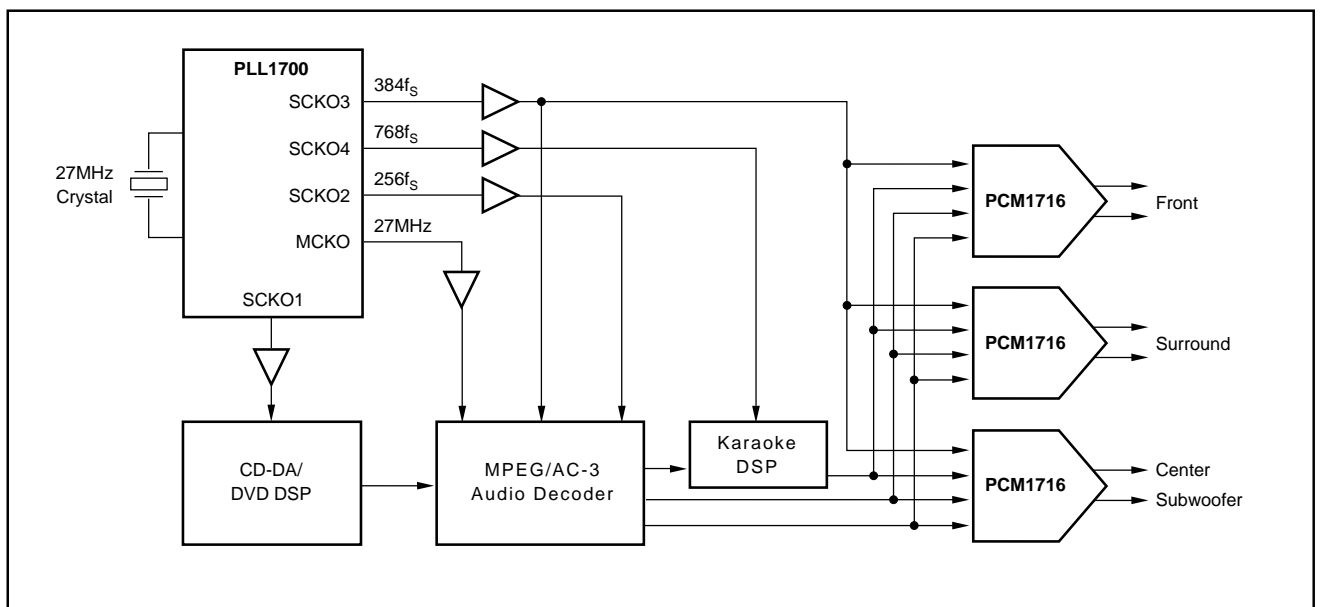 PLL1700
384fS
SCKO3
768fS
SCKO4
256fS
SCKO2
27MHz
MCKO
SCKO1
27MHz
Crystal
CD-DA/
DVD DSP
MPEG/AC-3
Audio Decoder
Karaoke
DSP
PCM1716
Front
PCM1716
Surround
PCM1716
Center
Subwoofer